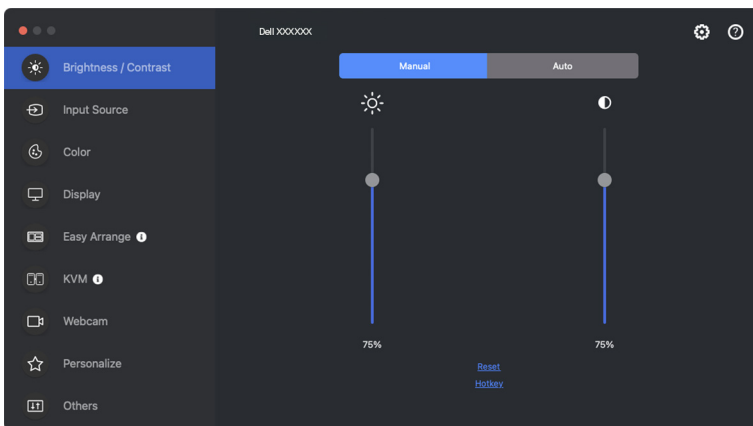 Dell XXXXXX
Brightness / Contrast
Input Source
Color
Display
Easy Arrange
KVM
Webcam
Personalize
Others
Manual
Auto
75%
75%
Reset
Hotkey